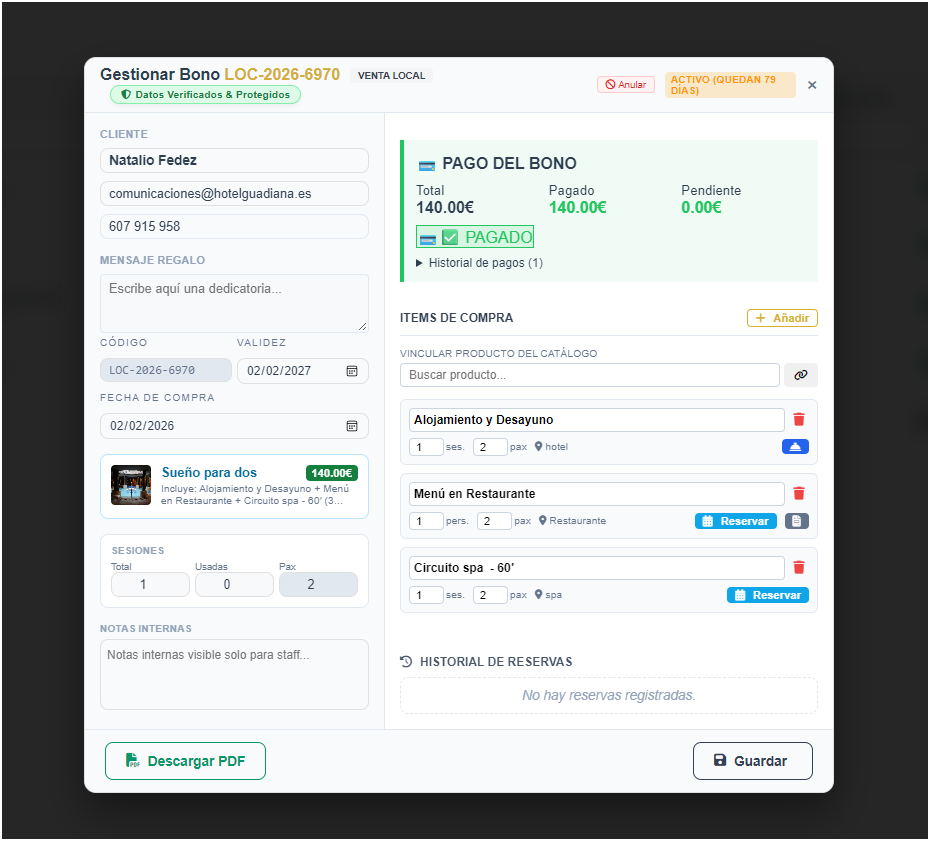 Gestionar Bono LOC-2026-6970 VENTA LOCAL
Datos Verificados & Protegidos
Anular
ACTIVO (QUEDAN 79
DÍAS)
×
CLIENTE
Natalio Fedez
comunicaciones@hotelguadiana.es
607 915 958
MENSAJE REGALO
Escribe aquí una dedicatoria...
CÓDIGO VALIDEZ
LOC-2026-6970 02/02/2027
FECHA DE COMPRA
02/02/2026
Sueño para dos 140.00€
Incluye: Alojamiento y Desayuno + Menú
en Restaurante + Circuito spa - 60' (3...
SESIONES
Total Usadas Pax
1 0 2
NOTAS INTERNAS
Notas internas visible solo para staff...
PAGO DEL BONO
Total Pagado Pendiente
140.00€ 140.00€ 0.00€
PAGADO
Historial de pagos (1)
ITEMS DE COMPRA + Añadir
VINCULAR PRODUCTO DEL CATÁLOGO
Buscar producto...
Alojamiento y Desayuno
1 ses. 2 pax hotel
Menú en Restaurante
1 pers. 2 pax Restaurante Reservar
Circuito spa - 60'
1 ses. 2 pax spa Reservar
HISTORIAL DE RESERVAS
No hay reservas registradas.
PDF Descargar PDF
Guardar